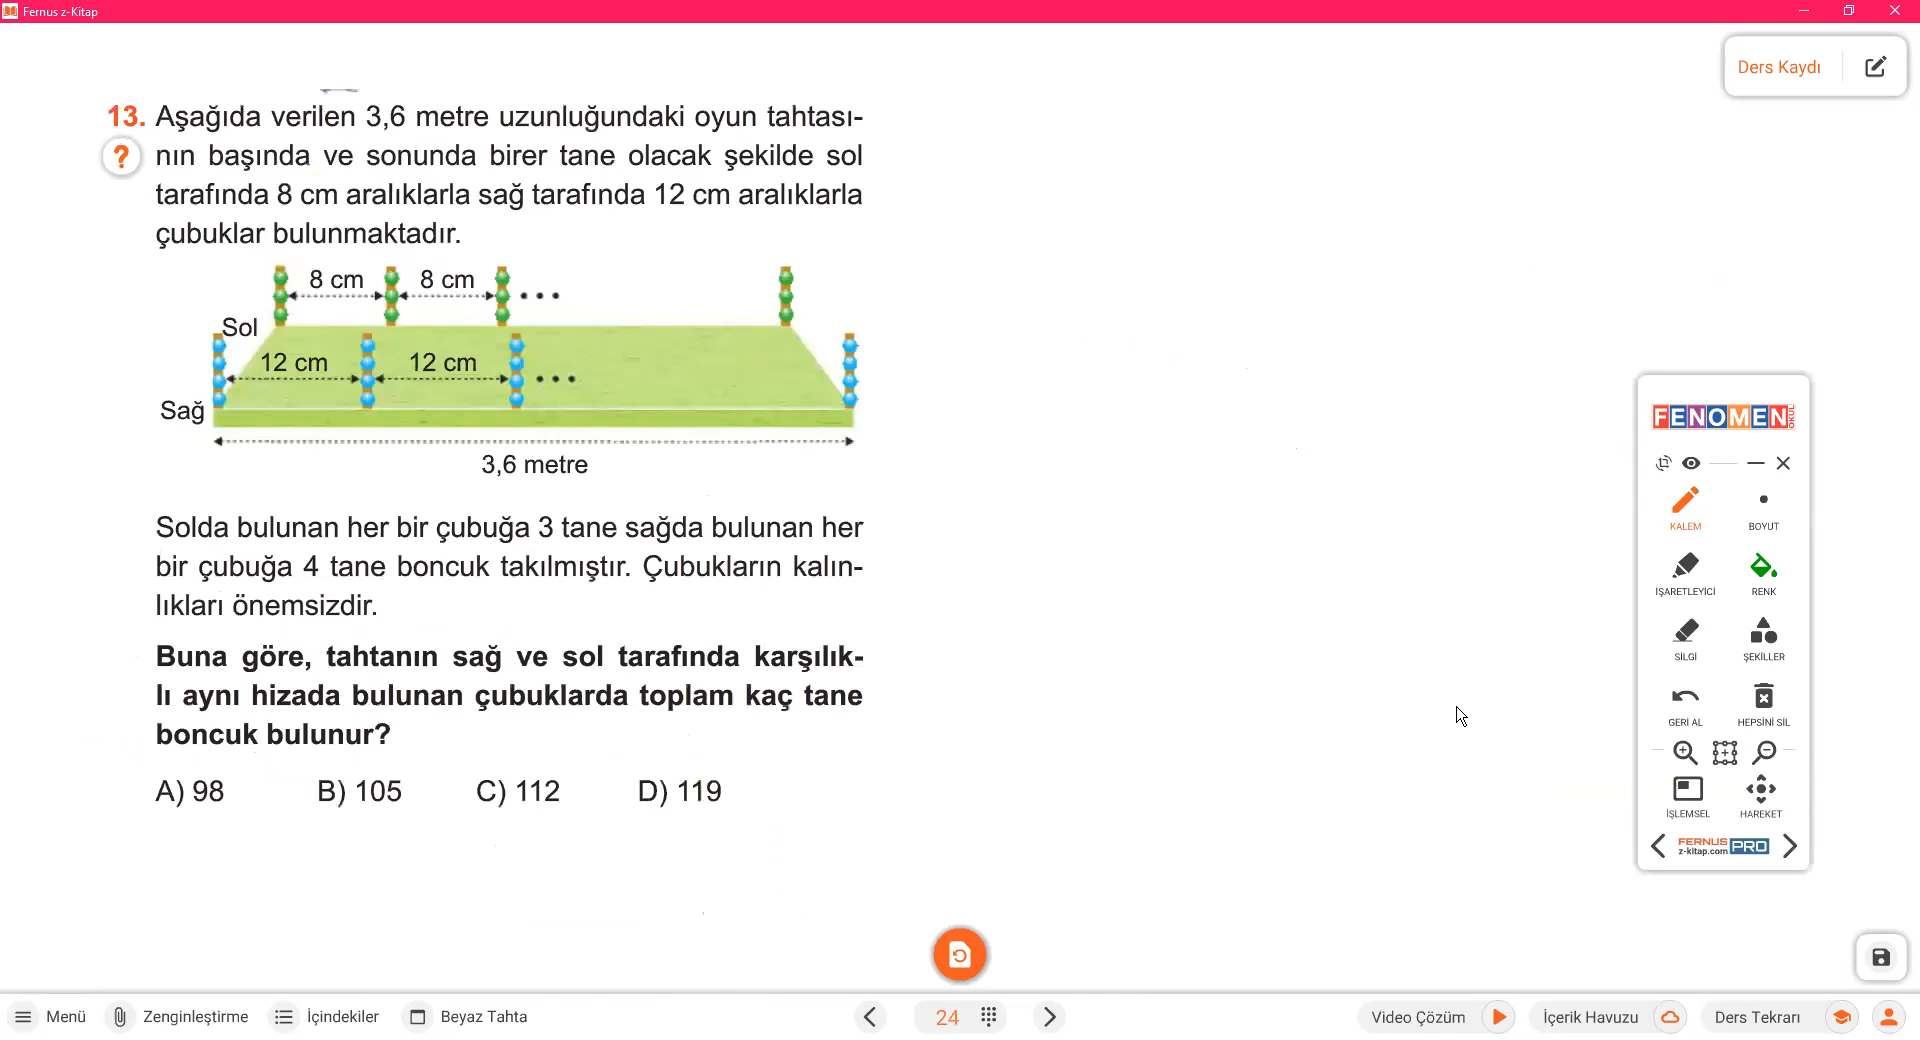 Fernus z-Kitap
Ders Kaydı
13. Aşağıda verilen 3,6 metre uzunluğundaki oyun tahtası-
? nın başında ve sonunda birer tane olacak şekilde sol
tarafında 8 cm aralıklarla sağ tarafında 12 cm aralıklarla
çubuklar bulunmaktadır.
8 cm 8 cm
Sol
12 cm 12 cm
Sağ
3,6 metre
Solda bulunan her bir çubuğa 3 tane sağda bulunan her
bir çubuğa 4 tane boncuk takılmıştır. Çubukların kalın-
lıkları önemsizdir.
Buna göre, tahtanın sağ ve sol tarafında karşılık-
lı aynı hizada bulunan çubuklarda toplam kaç tane
boncuk bulunur?
A) 98 B) 105 C) 112 D) 119
FENOMEN OKUL
KALEM BOYUT
İŞARETLEYİCİ RENK
SİLGİ ŞEKİLLER
GERİ AL HEPSİNİ SİL
İŞLEMSEL HAREKET
FERNUS
z-kitap.com PRO
Menü Zenginleştirme İçindekiler Beyaz Tahta 24 Video Çözüm İçerik Havuzu Ders Tekrarı